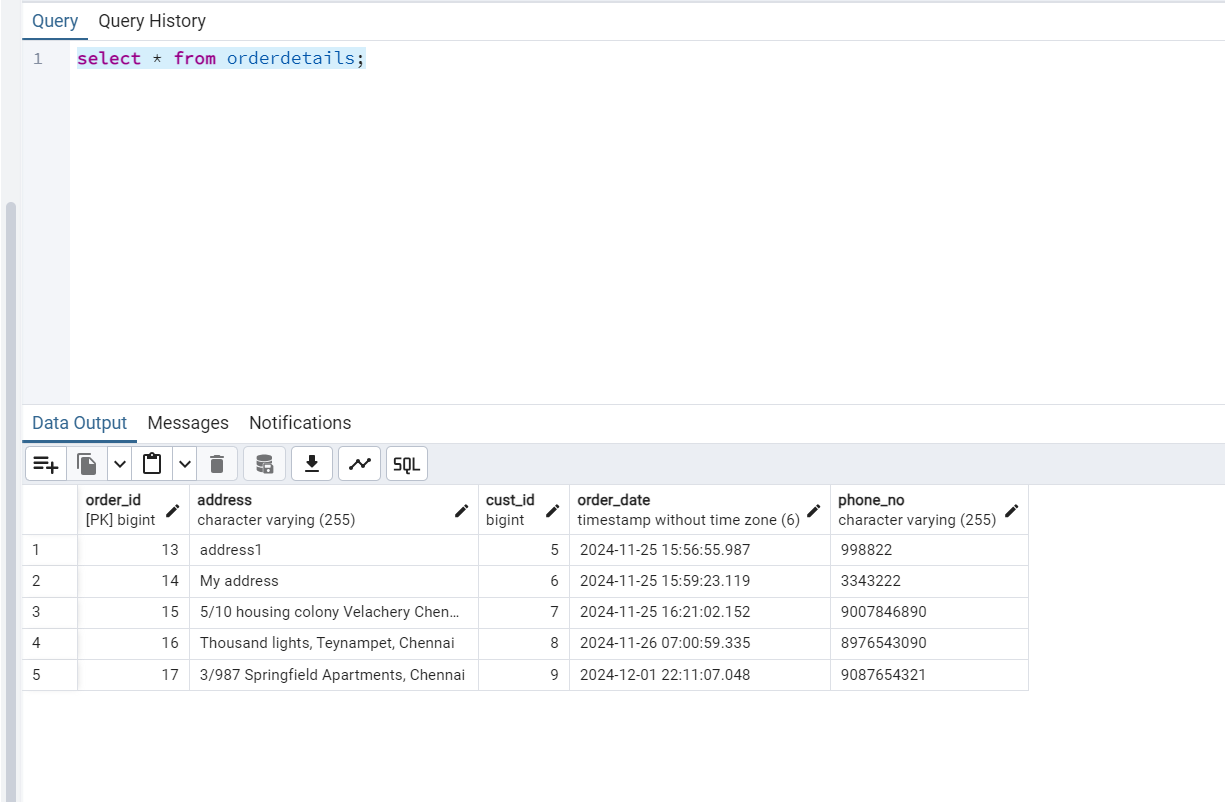 Query Query History
1 select * from orderdetails;
Data Output Messages Notifications
SQL
order_id address cust_id order_date phone_no
[PK] bigint character varying (255) bigint timestamp without time zone (6) character varying (255)
1 13 address1 5 2024-11-25 15:56:55.987 998822
2 14 My address 6 2024-11-25 15:59:23.119 3343222
3 15 5/10 housing colony Velachery Chen... 7 2024-11-25 16:21:02.152 9007846890
4 16 Thousand lights, Teynampet, Chennai 8 2024-11-26 07:00:59.335 8976543090
5 17 3/987 Springfield Apartments, Chennai 9 2024-12-01 22:11:07.048 9087654321